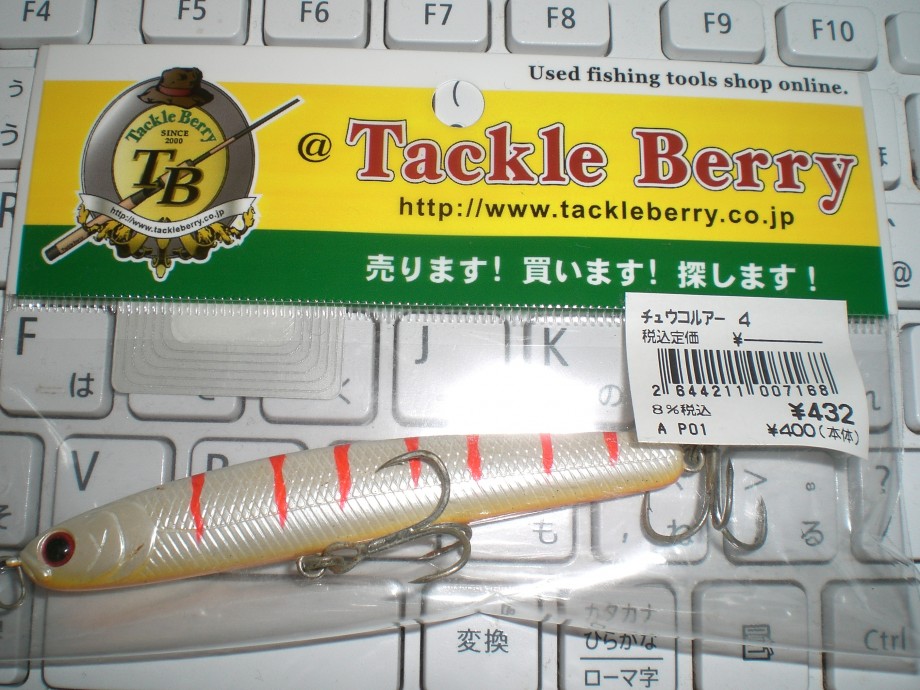 F4
F5
F6
F7
F8
F9
F10
Used fishing tools shop online.
Tackle Berry
SINCE
2000
TB
http://www.tackleberry.co.jp
@ Tackle Berry
http://www.tackleberry.co.jp
売ります! 買います! 探します!
チュウコルアー 4
税込定価 ¥
2 644211 007168
8%税込 ¥432
A P01 ¥400(本体)
う
う
R
@
F
は
J
K
の
V
B
も
,
ね
>
。
る
/
変換
カタカナ
ひらがな
ローマ字
Ctrl